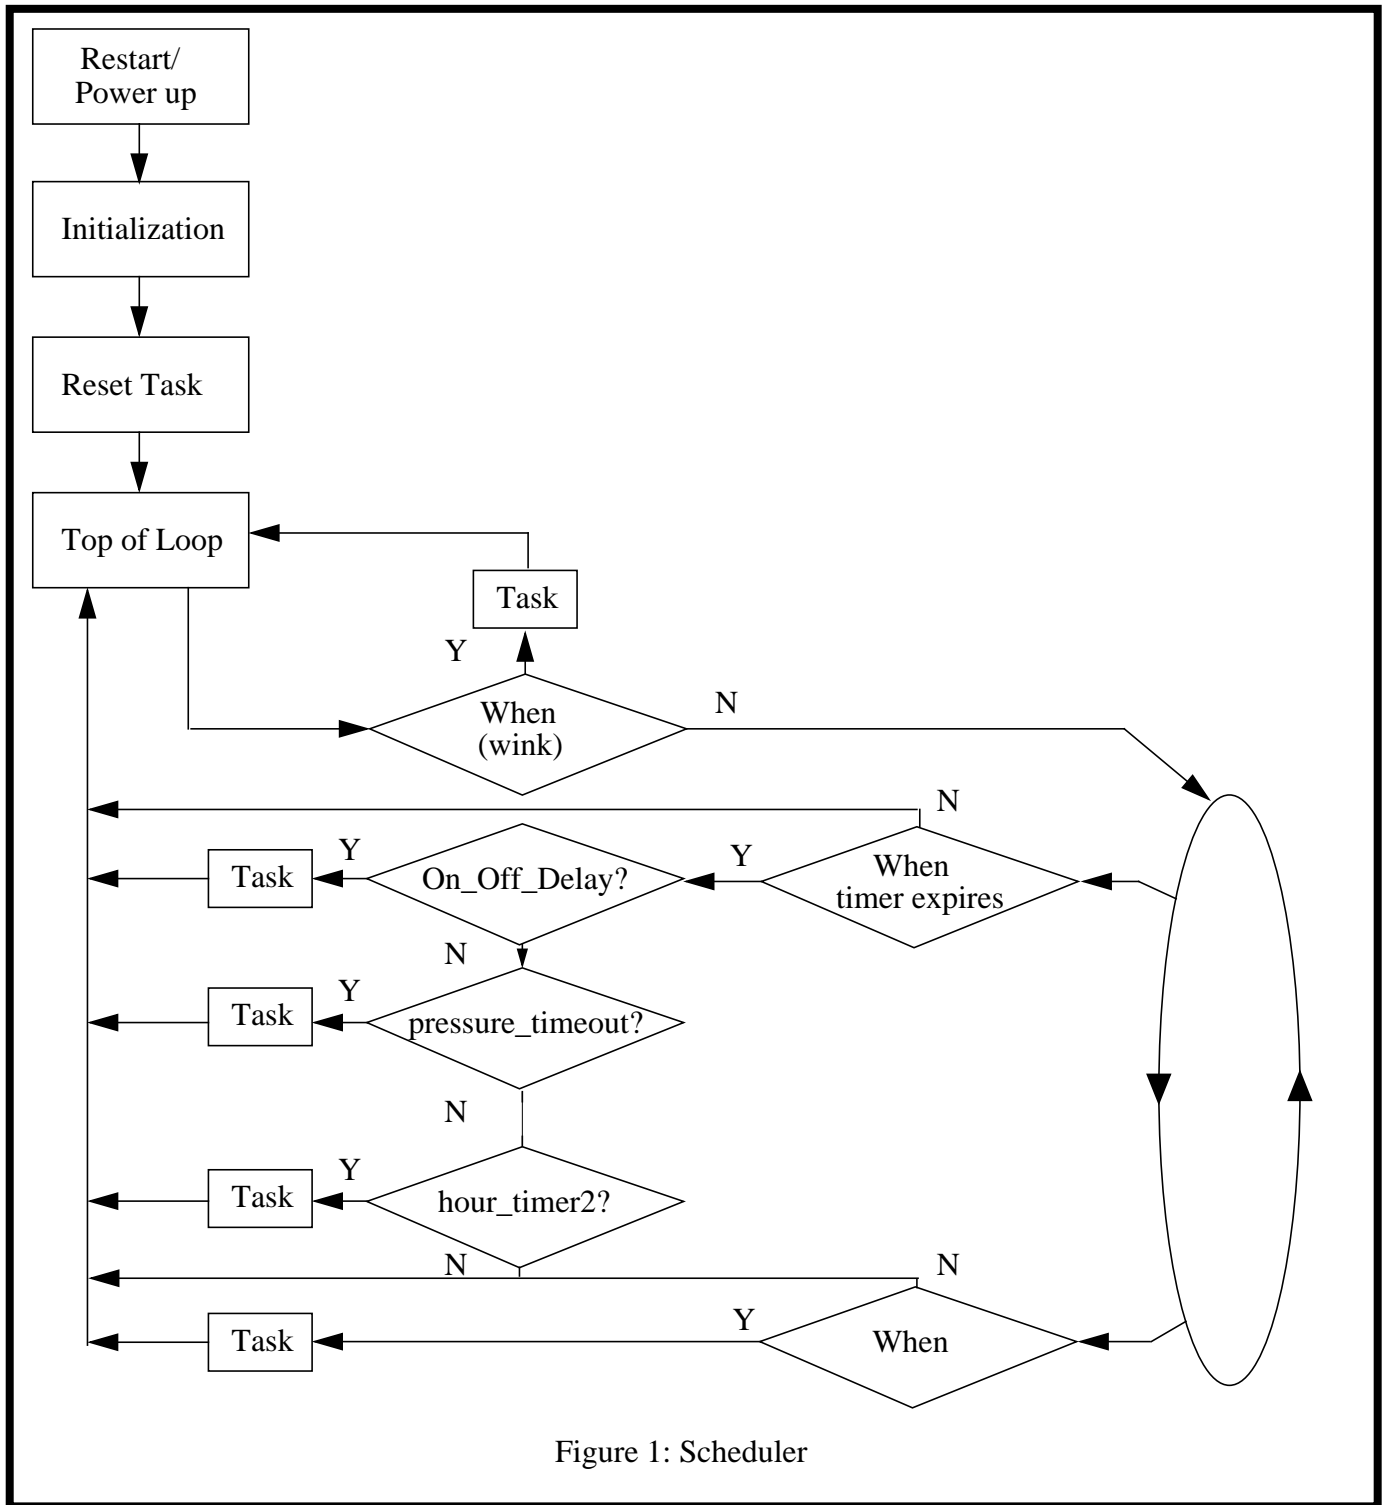 Restart/
Power up
Initialization
Reset Task
Top of Loop
Task
Y
When
(wink)
N
N
When
timer expires
Y
On_Off_Delay?
Y
Task
N
pressure_timeout?
Y
Task
N
hour_timer2?
Y
Task
N
N
When
Y
Task
Figure 1: Scheduler